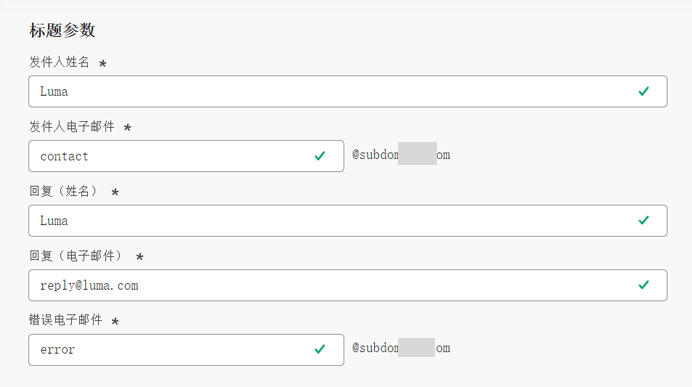 标题参数
发件人姓名 *
Luma
发件人电子邮件 *
contact @subdom om
回复（姓名） *
Luma
回复（电子邮件） *
reply@luma.com
错误电子邮件 *
error @subdom om